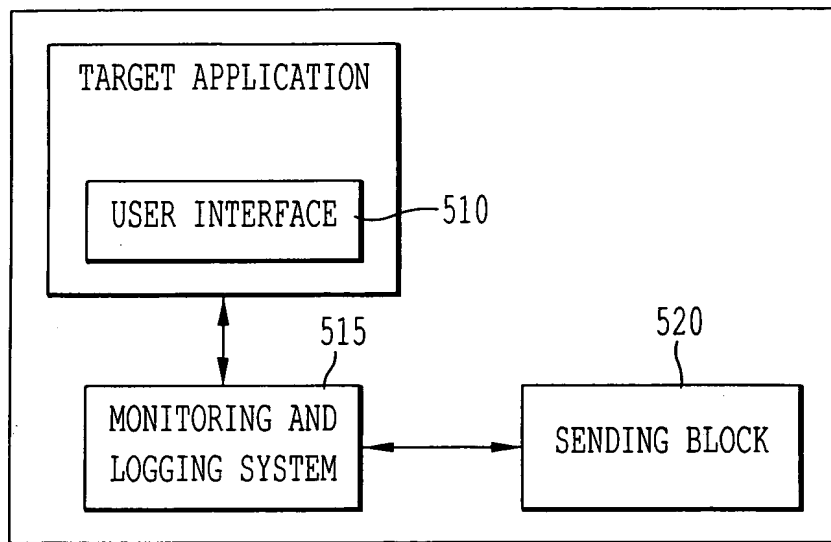 TARGET APPLICATION
USER INTERFACE
510
515
MONITORING AND
LOGGING SYSTEM
520
SENDING BLOCK